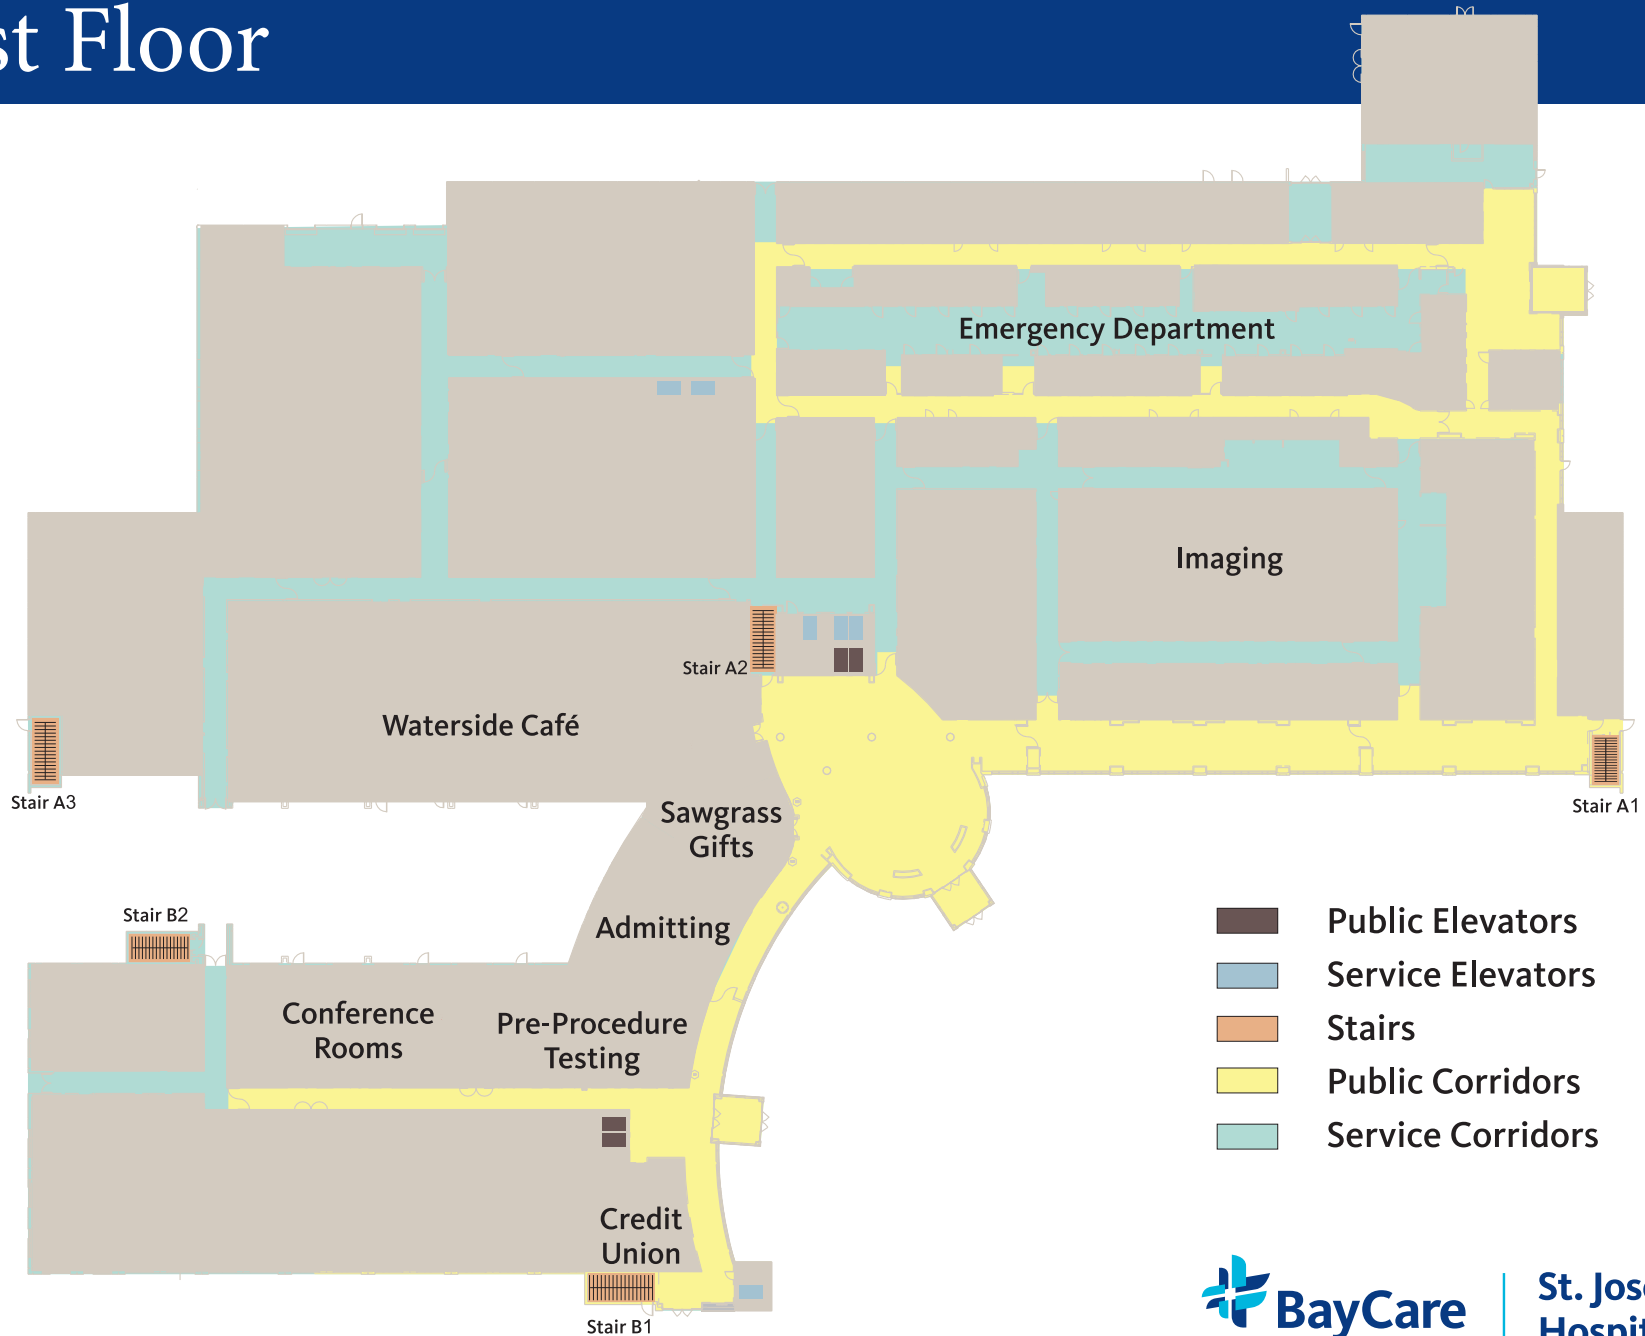 st Floor
Emergency Department
Imaging
Stair A2
Waterside Café
Stair A3
Stair A1
Sawgrass
Gifts
Stair B2
Admitting
Conference
Rooms
Pre-Procedure
Testing
Credit
Union
Stair B1
Public Elevators
Service Elevators
Stairs
Public Corridors
Service Corridors
BayCare
St. Jos
Hospit